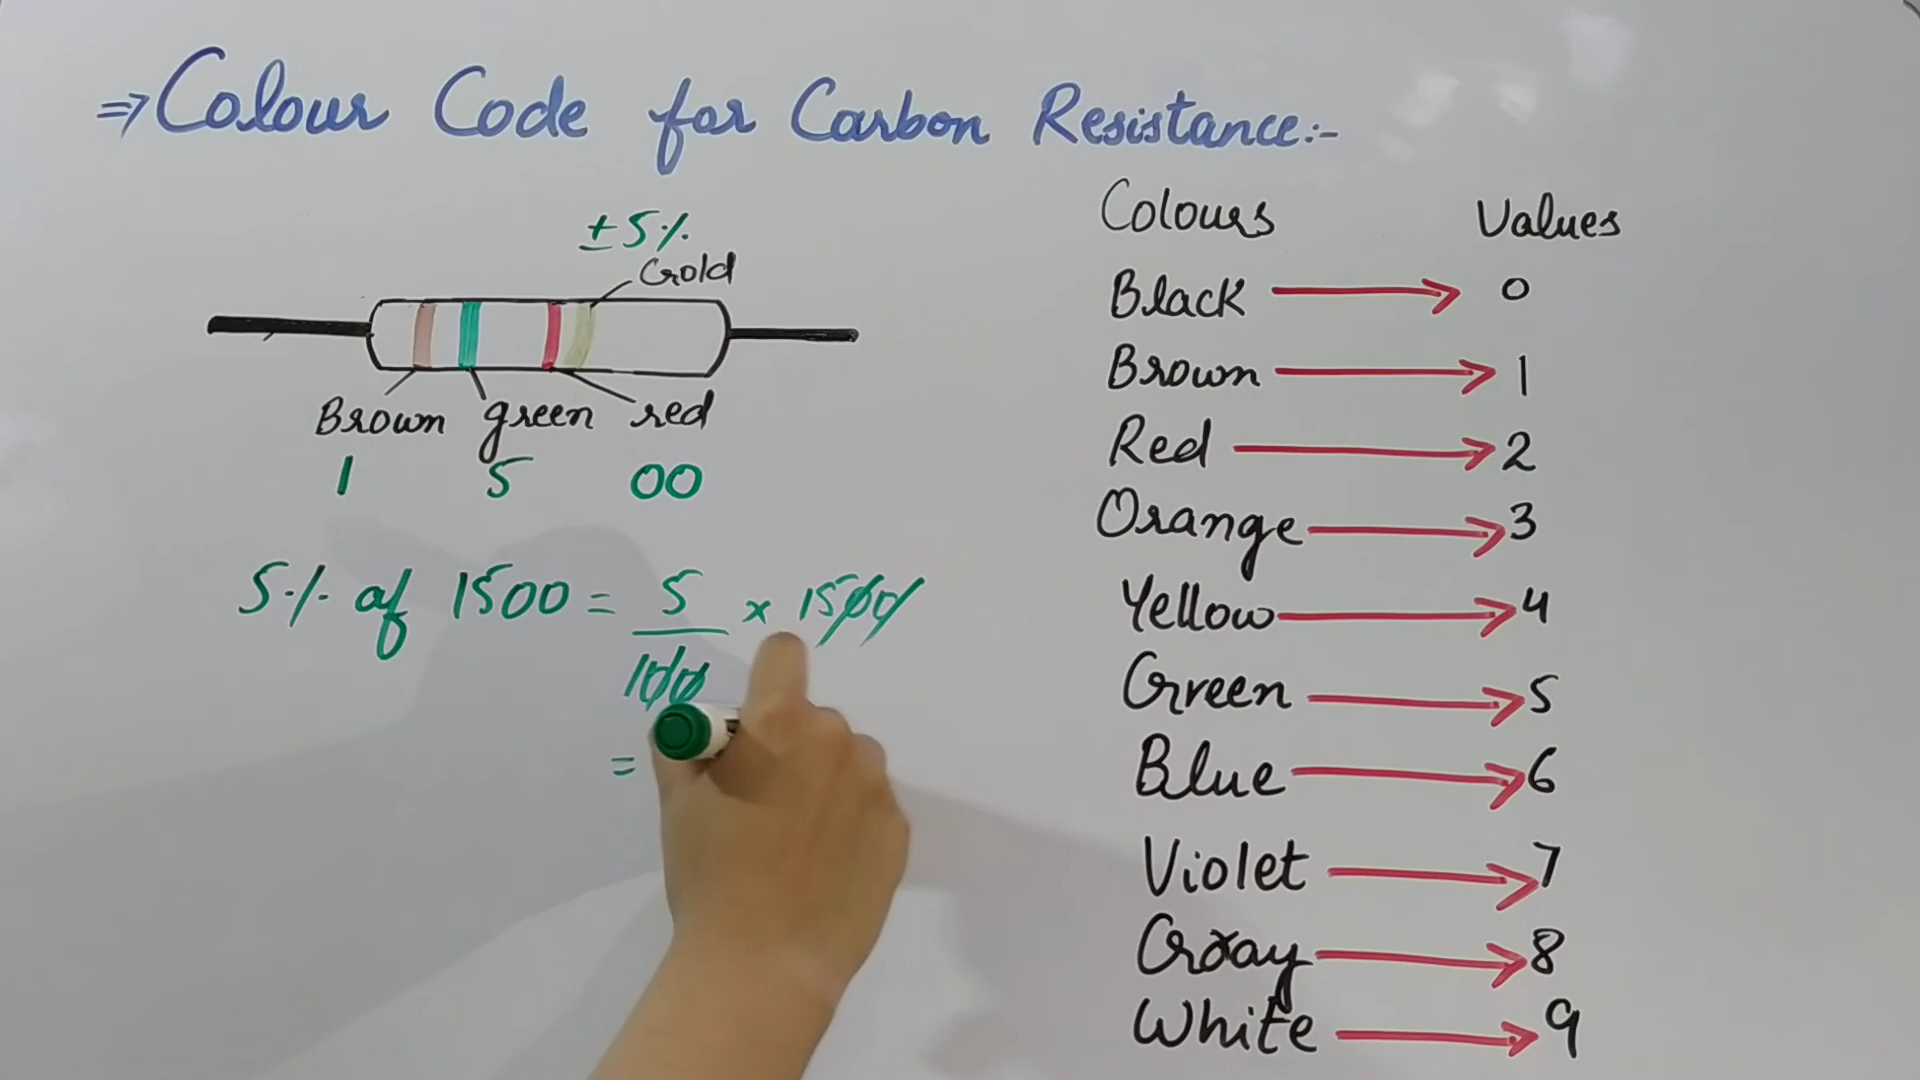 ⇒ Colour Code for Carbon Resistance:-
±5%
Gold
Brown green red
1 5 00
5% of 1500 = 5/100 × 1500
=
Colours Values
Black → 0
Brown → 1
Red → 2
Orange → 3
Yellow → 4
Green → 5
Blue → 6
Violet → 7
Gray → 8
White → 9